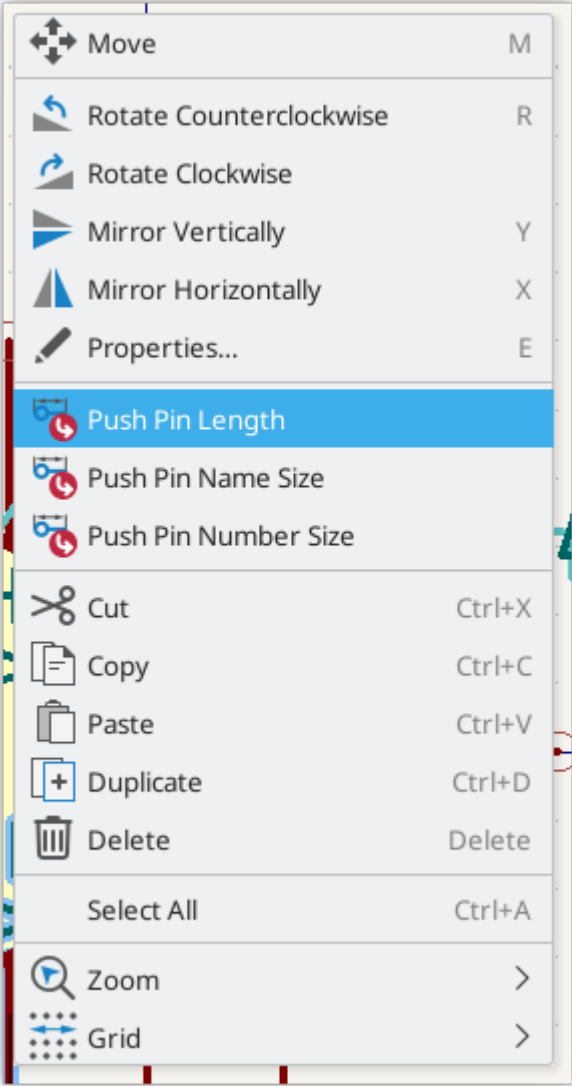 Move M
Rotate Counterclockwise R
Rotate Clockwise
Mirror Vertically Y
Mirror Horizontally X
Properties... E
Push Pin Length
Push Pin Name Size
Push Pin Number Size
Cut Ctrl+X
Copy Ctrl+C
Paste Ctrl+V
Duplicate Ctrl+D
Delete Delete
Select All Ctrl+A
Zoom
Grid